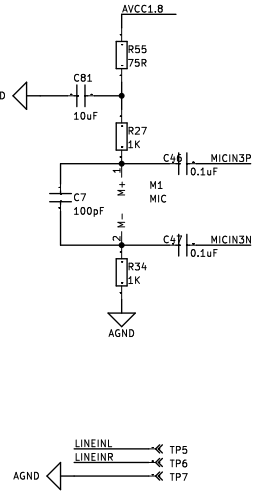 AVCC1.8
R55
75R
C81
D
10uF
R27
1K
C46 MICIN3P
0.1uF
1
M+ M1
MIC
C7
100pF
M-
2
C47 MICIN3N
0.1uF
R34
1K
AGND
LINEINL TP5
LINEINR TP6
AGND TP7